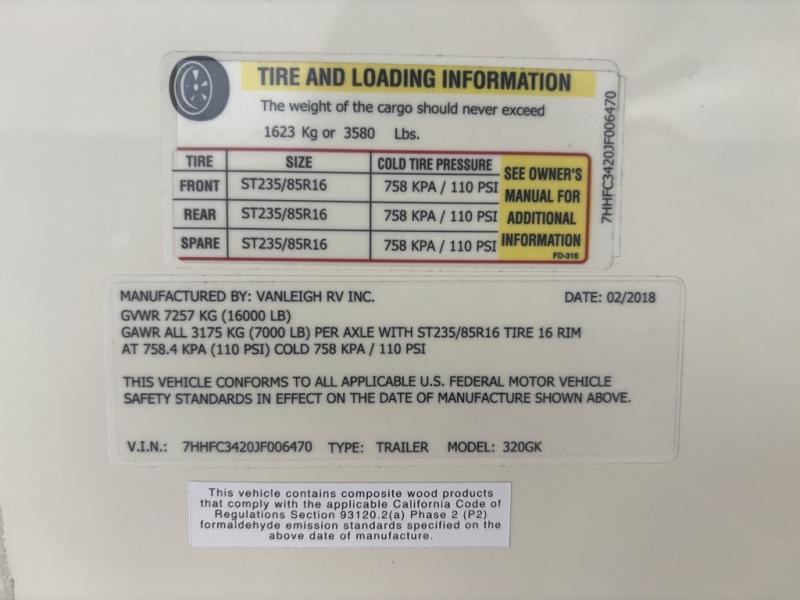 TIRE AND LOADING INFORMATION
The weight of the cargo should never exceed
1623 Kg or 3580 Lbs.
TIRE SIZE COLD TIRE PRESSURE
FRONT ST235/85R16 758 KPA / 110 PSI
REAR ST235/85R16 758 KPA / 110 PSI
SPARE ST235/85R16 758 KPA / 110 PSI
SEE OWNER'S
MANUAL FOR
ADDITIONAL
INFORMATION
FD-316
7HHFC3420JF006470
MANUFACTURED BY: VANLEIGH RV INC. DATE: 02/2018
GVWR 7257 KG (16000 LB)
GAWR ALL 3175 KG (7000 LB) PER AXLE WITH ST235/85R16 TIRE 16 RIM
AT 758.4 KPA (110 PSI) COLD 758 KPA / 110 PSI
THIS VEHICLE CONFORMS TO ALL APPLICABLE U.S. FEDERAL MOTOR VEHICLE
SAFETY STANDARDS IN EFFECT ON THE DATE OF MANUFACTURE SHOWN ABOVE.
V.I.N.: 7HHFC3420JF006470 TYPE: TRAILER MODEL: 320GK
This vehicle contains composite wood products
that comply with the applicable California Code of
Regulations Section 93120.2(a) Phase 2 (P2)
formaldehyde emission standards specified on the
above date of manufacture.